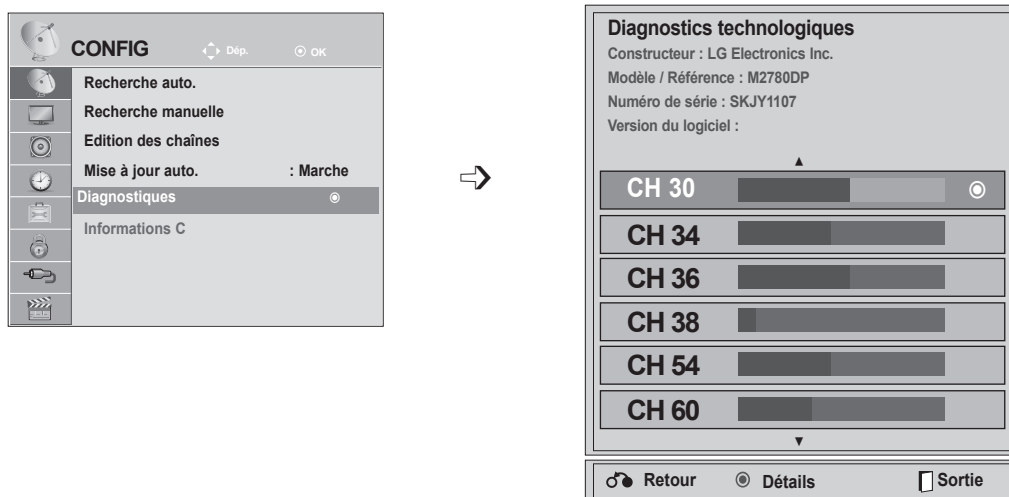 CONFIG
Dép.
OK
Recherche auto.
Recherche manuelle
Edition des chaînes
Mise à jour auto. : Marche
Diagnostiques
Informations C
Diagnostics technologiques
Constructeur : LG Electronics Inc.
Modèle / Référence : M2780DP
Numéro de série : SKJY1107
Version du logiciel :
CH 30
CH 34
CH 36
CH 38
CH 54
CH 60
Retour
Détails
Sortie